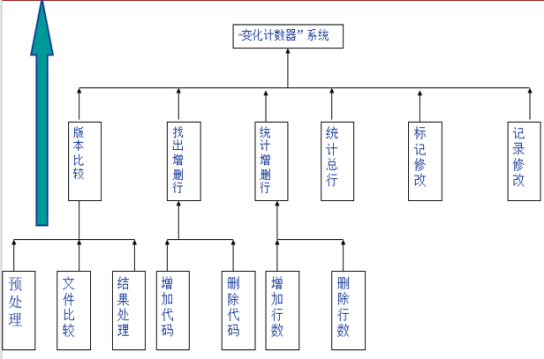 “变化计数器”系统
版本比较
找出增删行
统计增删行
统计总行
标记修改
记录修改
预处理
文件比较
结果处理
增加代码
删除代码
增加行数
删除行数